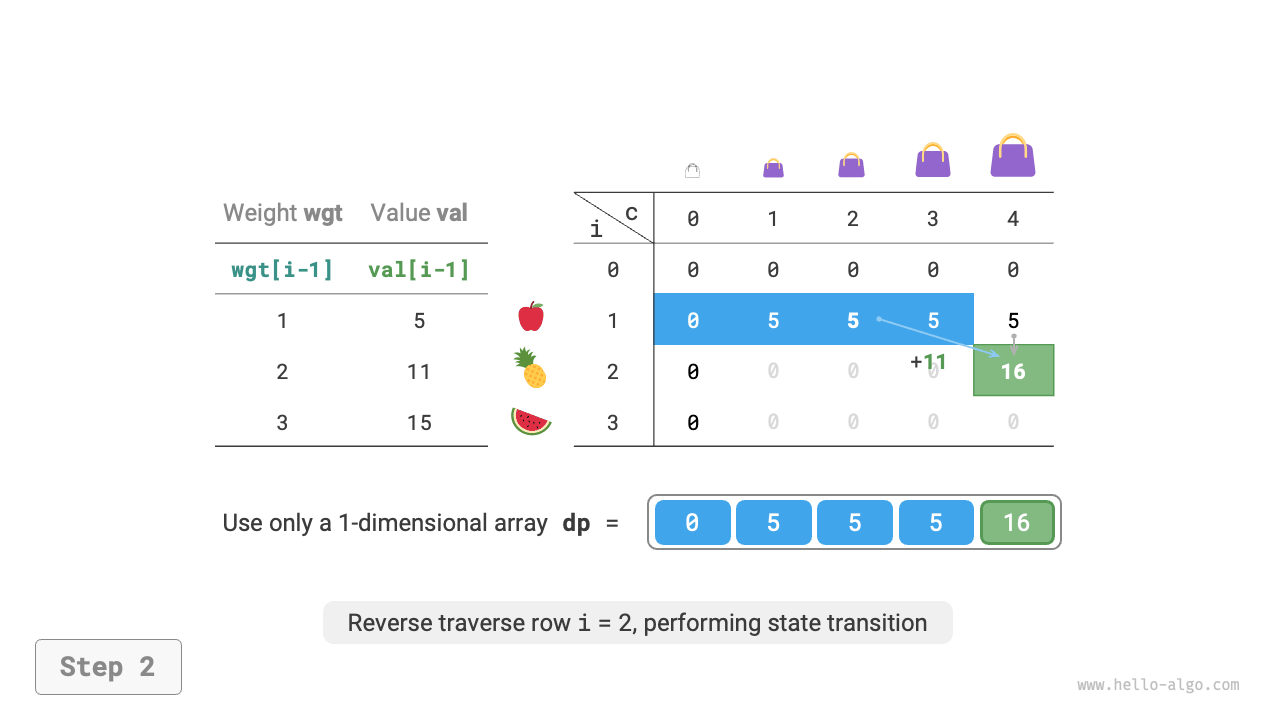 Weight wgt Value val
c
i
0 1 2 3 4
wgt[i-1] val[i-1]
0 0 0 0 0 0
1 5 1 0 5 5 5 5
+11
2 11 2 0 0 0 0 16
3 15 3 0 0 0 0 0
Use only a 1-dimensional array dp = 0 5 5 5 16
Reverse traverse row i = 2, performing state transition
Step 2
www.hello-algo.com